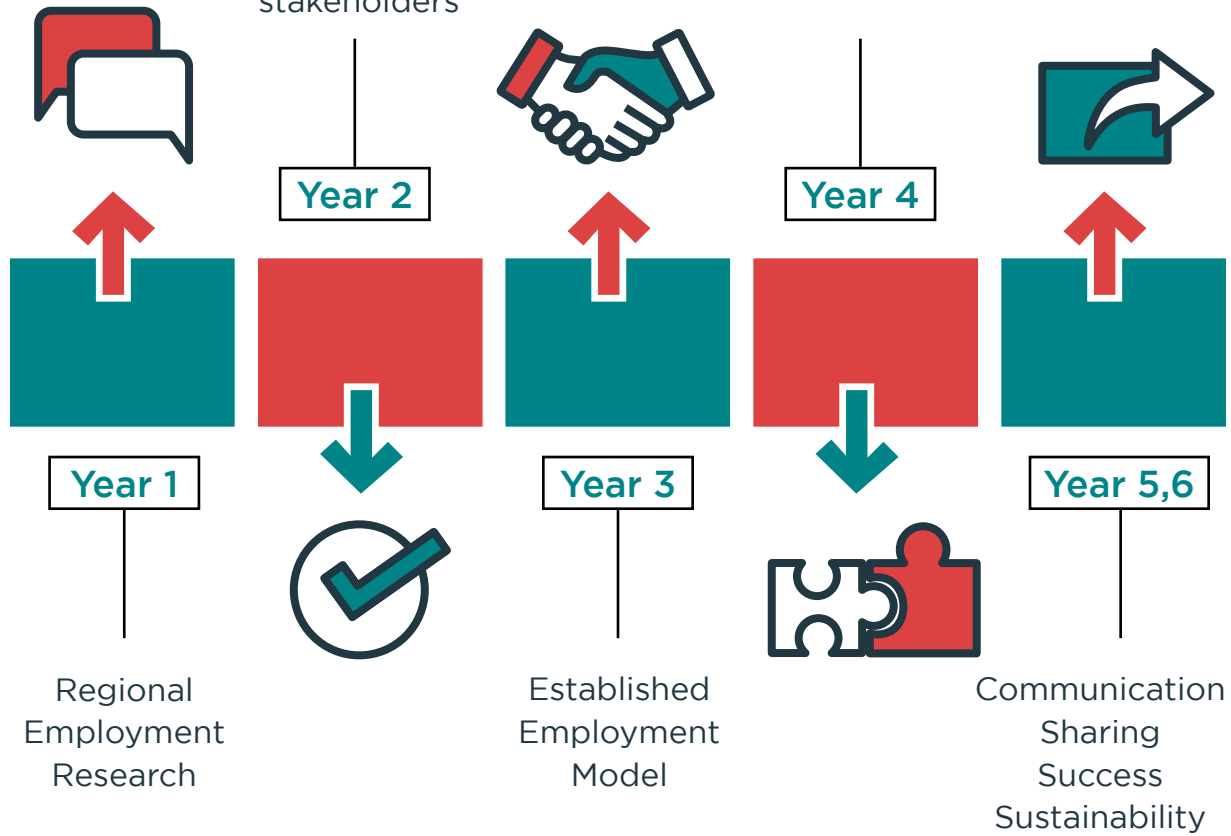 stakeholders
Year 2
Year 4
Year 1
Year 3
Year 5,6
Regional
Employment
Research
Established
Employment
Model
Communication
Sharing
Success
Sustainability